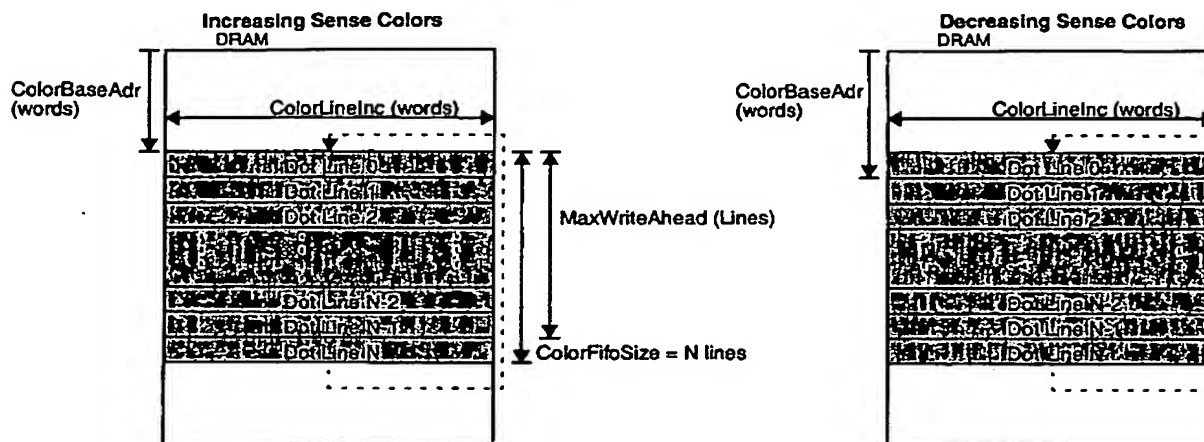 Increasing Sense Colors
DRAM
ColorBaseAdr
(words)
ColorLineInc (words)
Dot Line 0
Dot Line 1
Dot Line 2
Dot Line N-2
Dot Line N-1
Dot Line N
MaxWriteAhead (Lines)
ColorFifoSize = N lines
Decreasing Sense Colors
DRAM
ColorBaseAdr
(words)
ColorLineInc (words)
Dot Line 0
Dot Line 1
Dot Line 2
Dot Line N-2
Dot Line N-1
Dot Line N